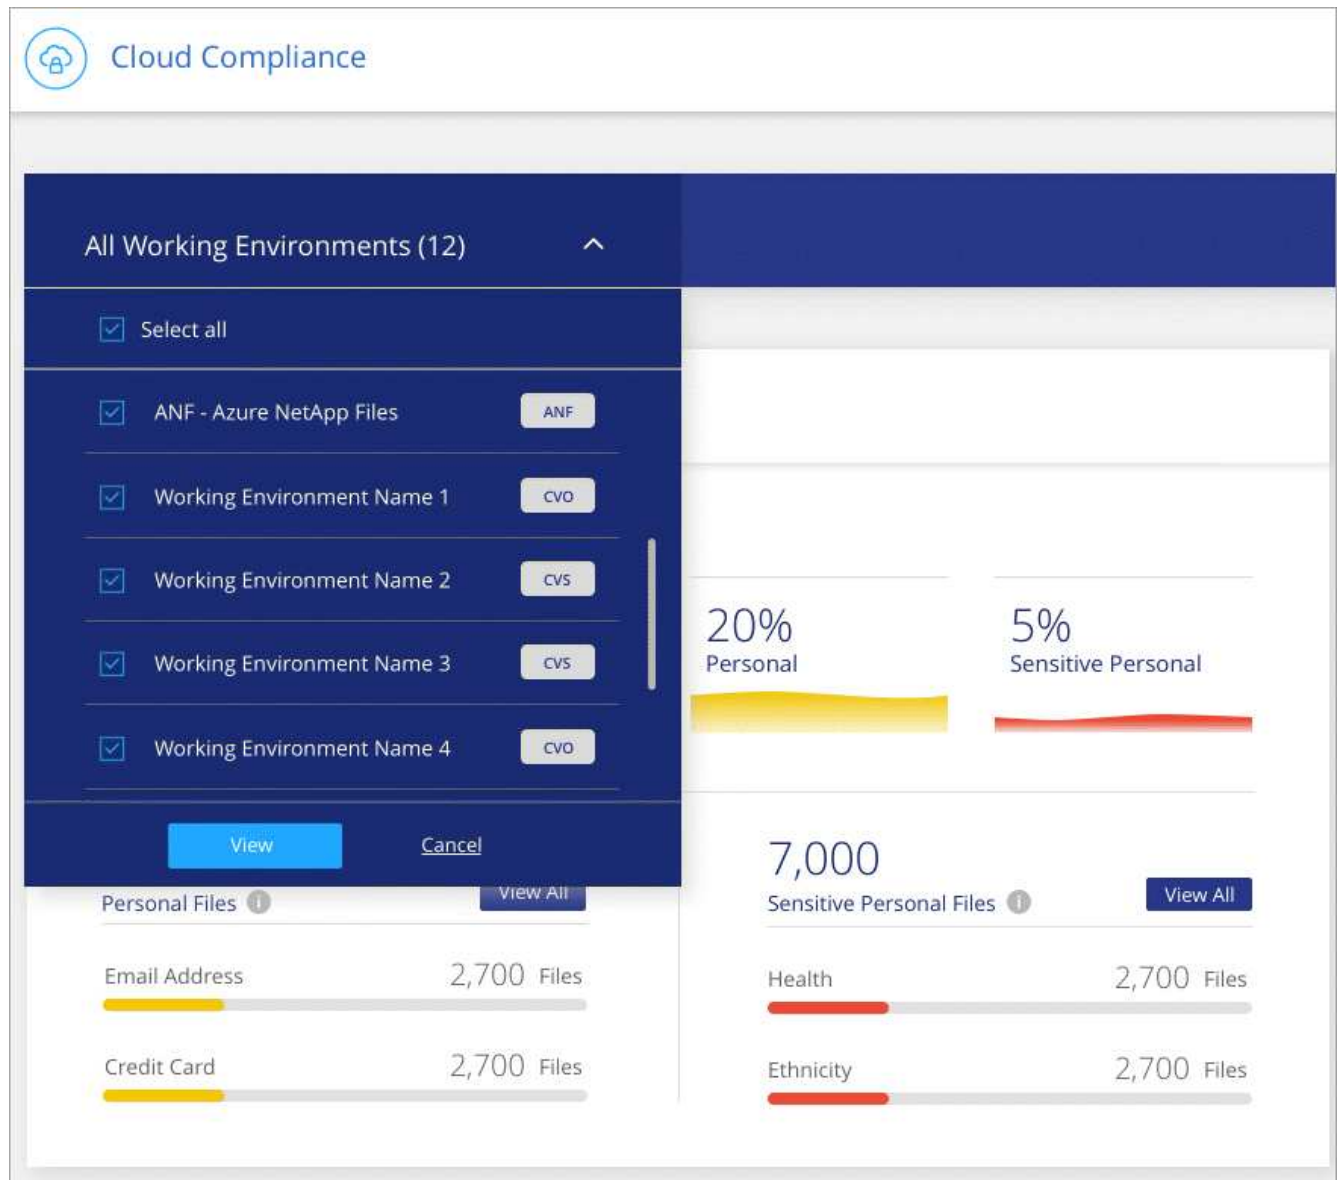 Cloud Compliance
All Working Environments (12)
Select all
ANF - Azure NetApp Files ANF
Working Environment Name 1 CVO
Working Environment Name 2 CVS
Working Environment Name 3 CVS
Working Environment Name 4 CVO
View Cancel
20%
Personal
5%
Sensitive Personal
Personal Files View All
Email Address 2,700 Files
Credit Card 2,700 Files
7,000
Sensitive Personal Files View All
Health 2,700 Files
Ethnicity 2,700 Files